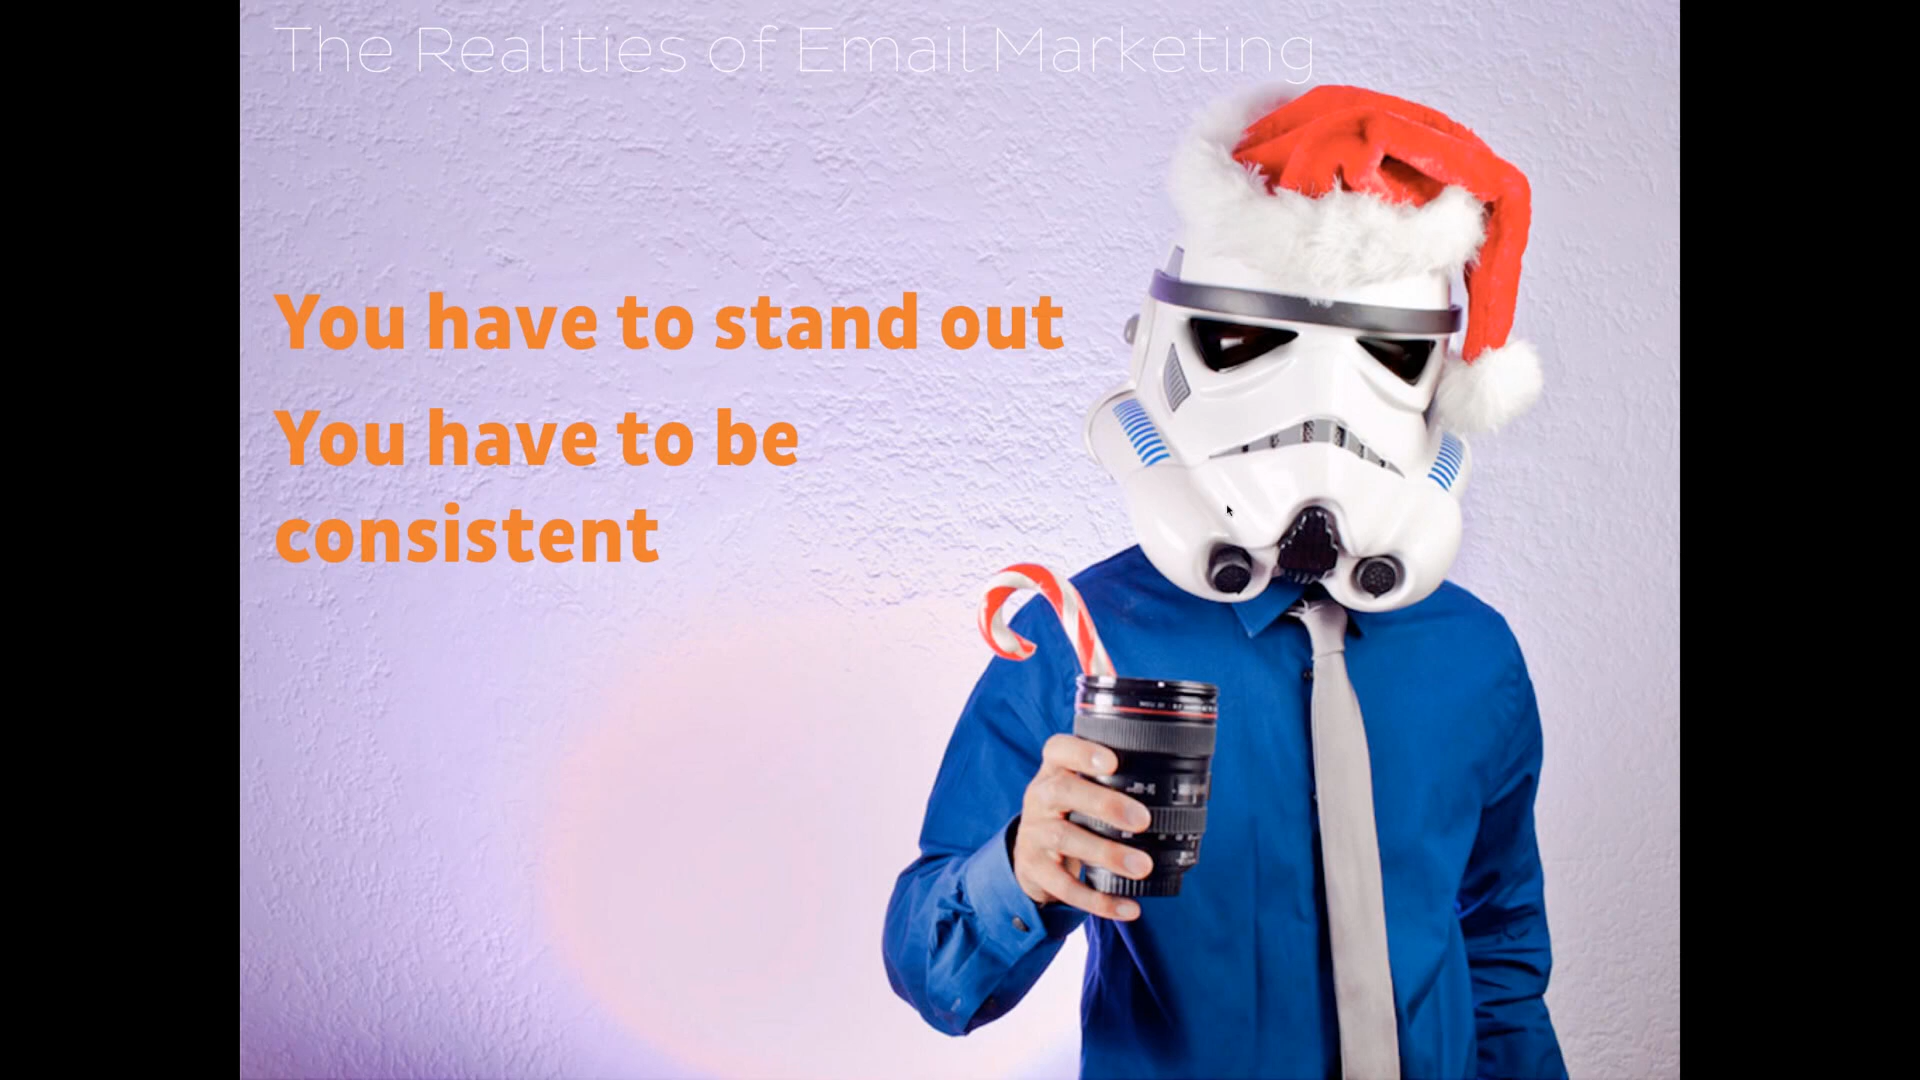 The Realities of Email Marketing
You have to stand out
You have to be
consistent